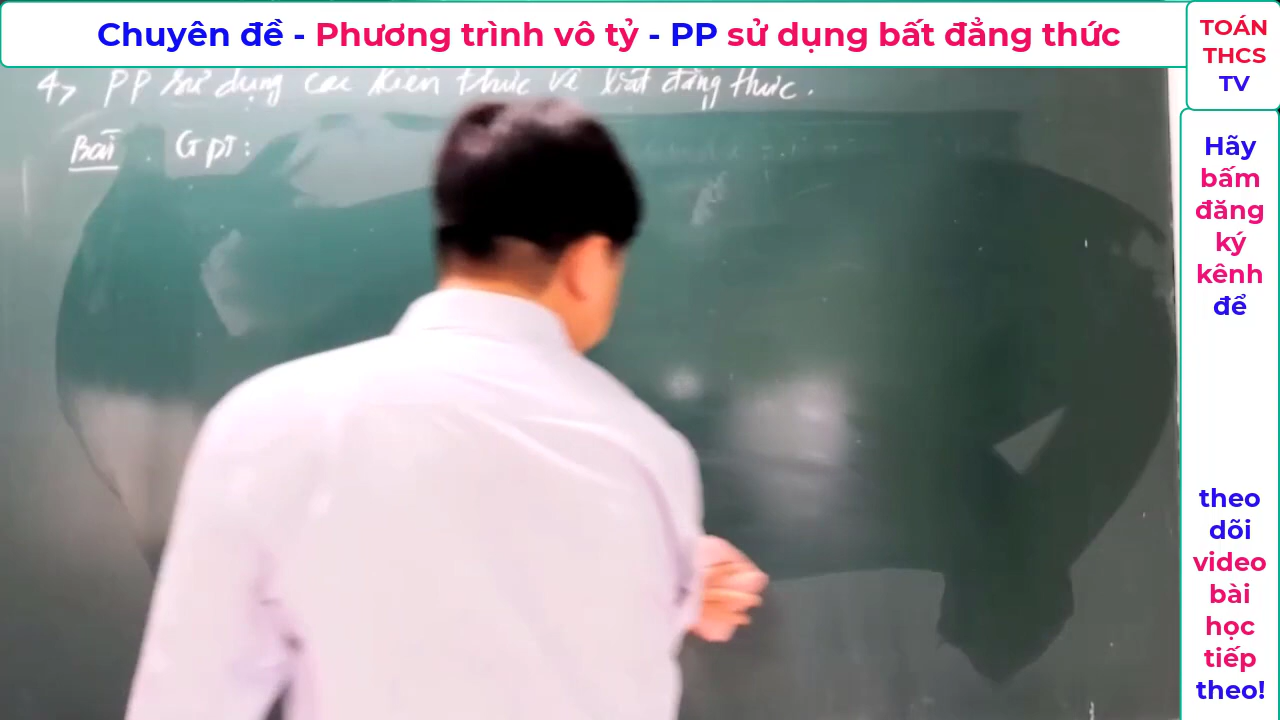 Chuyên đề - Phương trình vô tỷ - PP sử dụng bất đẳng thức
TOÁN
THCS
TV
4, PP sử dụng các kiến thức về bất đẳng thức.
Bài GPT:
Hãy
bấm
đăng
ký
kênh
để
theo
dõi
video
bài
học
tiếp
theo!